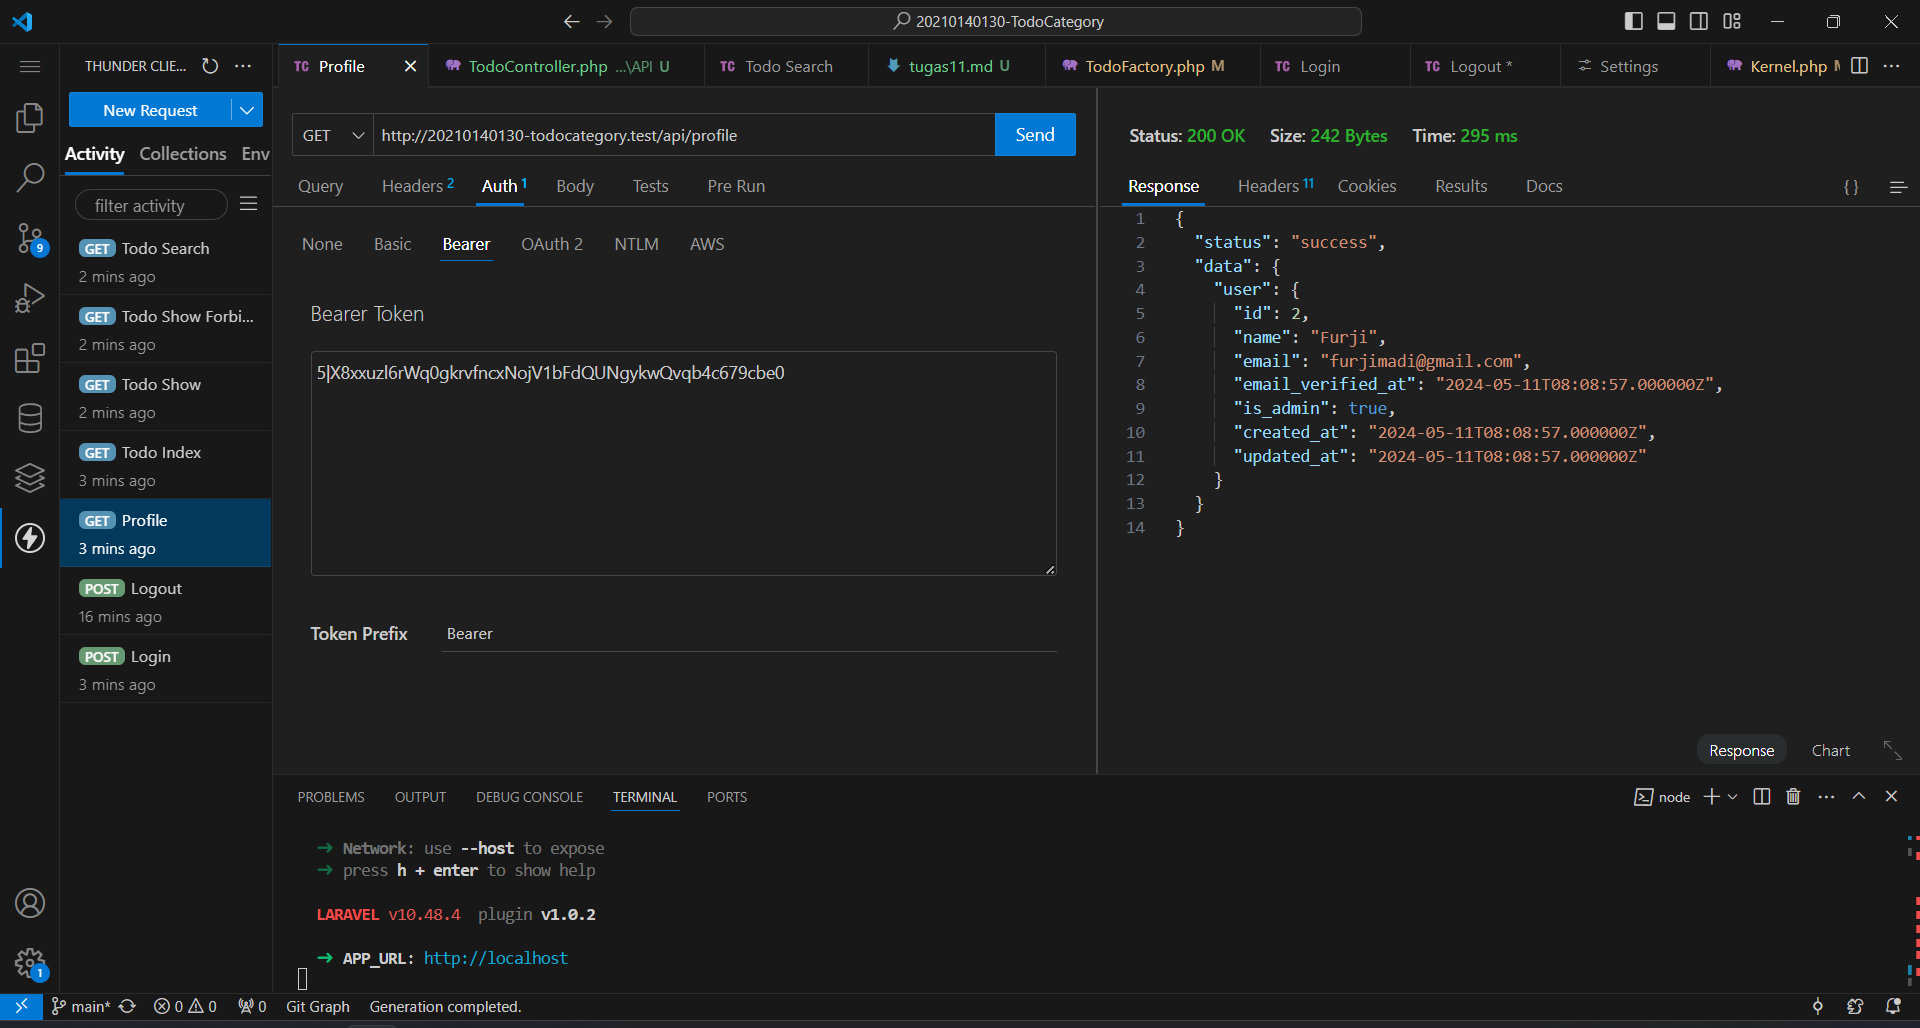 20210140130-TodoCategory
THUNDER CLIE...
New Request
Activity Collections Env
filter activity
GET Todo Search
2 mins ago
GET Todo Show Forbi...
2 mins ago
GET Todo Show
2 mins ago
GET Todo Index
3 mins ago
GET Profile
3 mins ago
POST Logout
16 mins ago
POST Login
3 mins ago
9
1
TC Profile
TodoController.php ...\API U
TC Todo Search
tugas11.md U
TodoFactory.php M
TC Login
TC Logout *
Settings
Kernel.php M
GET http://20210140130-todocategory.test/api/profile Send
Query Headers 2 Auth 1 Body Tests Pre Run
None Basic Bearer OAuth 2 NTLM AWS
Bearer Token
5|X8xxuzl6rWq0gkrvfncxNojV1bFdQUNgykwQvqb4c679cbe0
Token Prefix Bearer
Status: 200 OK Size: 242 Bytes Time: 295 ms
Response Headers 11 Cookies Results Docs { }
1 {
2 "status": "success",
3 "data": {
4 "user": {
5 "id": 2,
6 "name": "Furji",
7 "email": "furjimadi@gmail.com",
8 "email_verified_at": "2024-05-11T08:08:57.000000Z",
9 "is_admin": true,
10 "created_at": "2024-05-11T08:08:57.000000Z",
11 "updated_at": "2024-05-11T08:08:57.000000Z"
12 }
13 }
14 }
Response Chart
PROBLEMS OUTPUT DEBUG CONSOLE TERMINAL PORTS
node
➜ Network: use --host to expose
➜ press h + enter to show help
LARAVEL v10.48.4 plugin v1.0.2
➜ APP_URL: http://localhost
main* 0 0 0 Git Graph Generation completed.